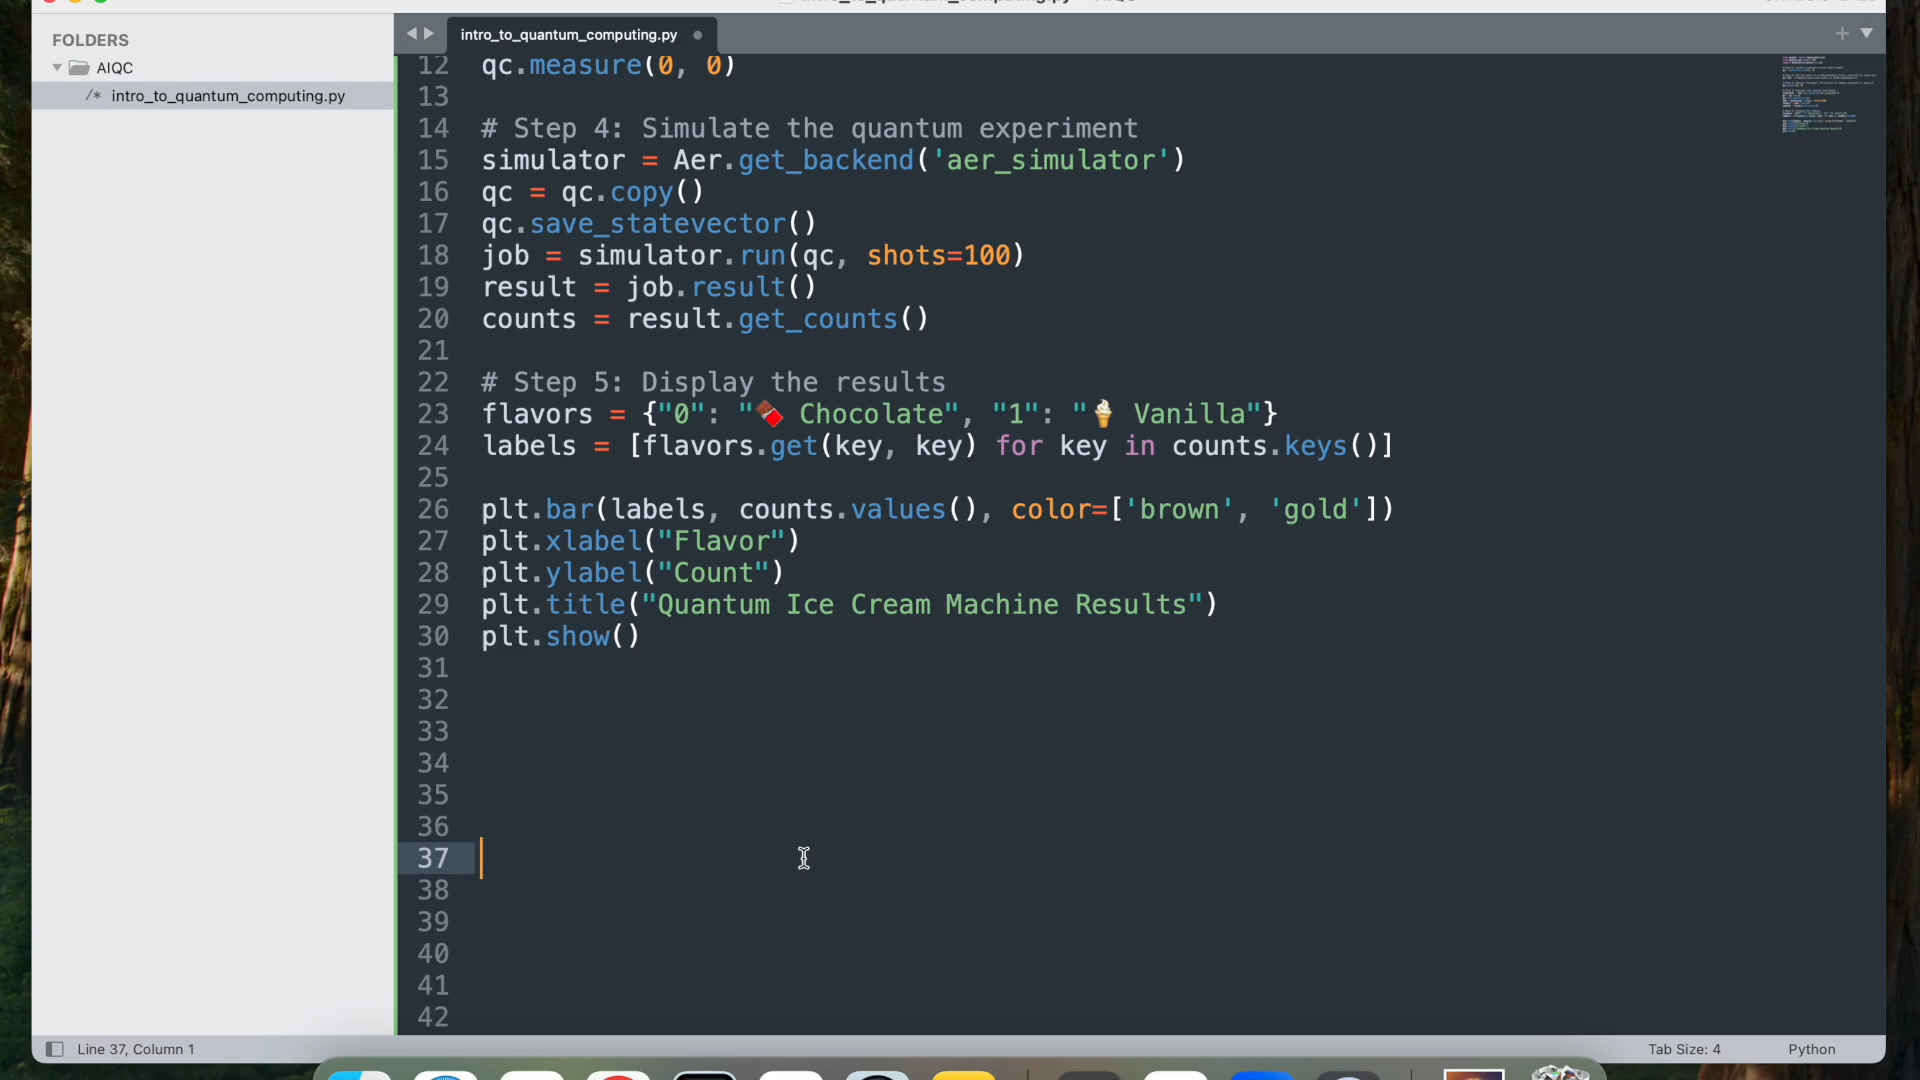 FOLDERS
AIQC
/* intro_to_quantum_computing.py
intro_to_quantum_computing.py
12 qc.measure(0, 0)
13
14 # Step 4: Simulate the quantum experiment
15 simulator = Aer.get_backend('aer_simulator')
16 qc = qc.copy()
17 qc.save_statevector()
18 job = simulator.run(qc, shots=100)
19 result = job.result()
20 counts = result.get_counts()
21
22 # Step 5: Display the results
23 flavors = {"0": "🍫 Chocolate", "1": "🍦 Vanilla"}
24 labels = [flavors.get(key, key) for key in counts.keys()]
25
26 plt.bar(labels, counts.values(), color=['brown', 'gold'])
27 plt.xlabel("Flavor")
28 plt.ylabel("Count")
29 plt.title("Quantum Ice Cream Machine Results")
30 plt.show()
31
32
33
34
35
36
37
38
39
40
41
42
Line 37, Column 1
Tab Size: 4
Python